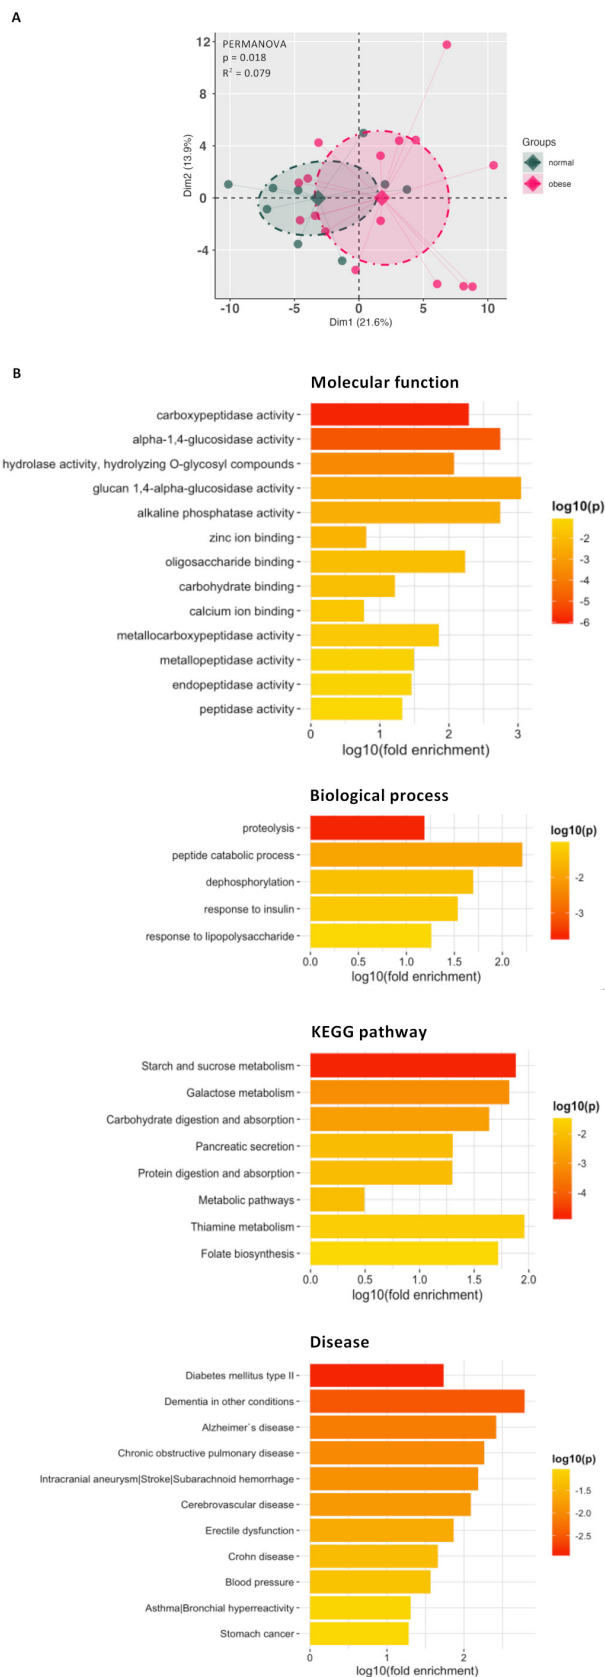 A
PERMANOVA
p = 0.018
R² = 0.079
12
8
4
0
-4
Dim2 (13.9%)
-10
-5
0
5
10
Dim1 (21.6%)
Groups
normal
obese
B
Molecular function
carboxypeptidase activity
alpha-1,4-glucosidase activity
hydrolase activity, hydrolyzing O-glycosyl compounds
glucan 1,4-alpha-glucosidase activity
alkaline phosphatase activity
zinc ion binding
oligosaccharide binding
carbohydrate binding
calcium ion binding
metallocarboxypeptidase activity
metallopeptidase activity
endopeptidase activity
peptidase activity
0
1
2
3
log10(fold enrichment)
log10(p)
-2
-3
-4
-5
-6
Biological process
proteolysis
peptide catabolic process
dephosphorylation
response to insulin
response to lipopolysaccharide
0.0
0.5
1.0
1.5
2.0
log10(fold enrichment)
log10(p)
-2
-3
KEGG pathway
Starch and sucrose metabolism
Galactose metabolism
Carbohydrate digestion and absorption
Pancreatic secretion
Protein digestion and absorption
Metabolic pathways
Thiamine metabolism
Folate biosynthesis
0.0
0.5
1.0
1.5
2.0
log10(fold enrichment)
log10(p)
-2
-4
Disease
Diabetes mellitus type II
Dementia in other conditions
Alzheimer`s disease
Chronic obstructive pulmonary disease
Intracranial aneurysm|Stroke|Subarachnoid hemorrhage
Cerebrovascular disease
Erectile dysfunction
Crohn disease
Blood pressure
Asthma|Bronchial hyperreactivity
Stomach cancer
0
1
2
log10(fold enrichment)
log10(p)
-1.5
-2.0
-2.5